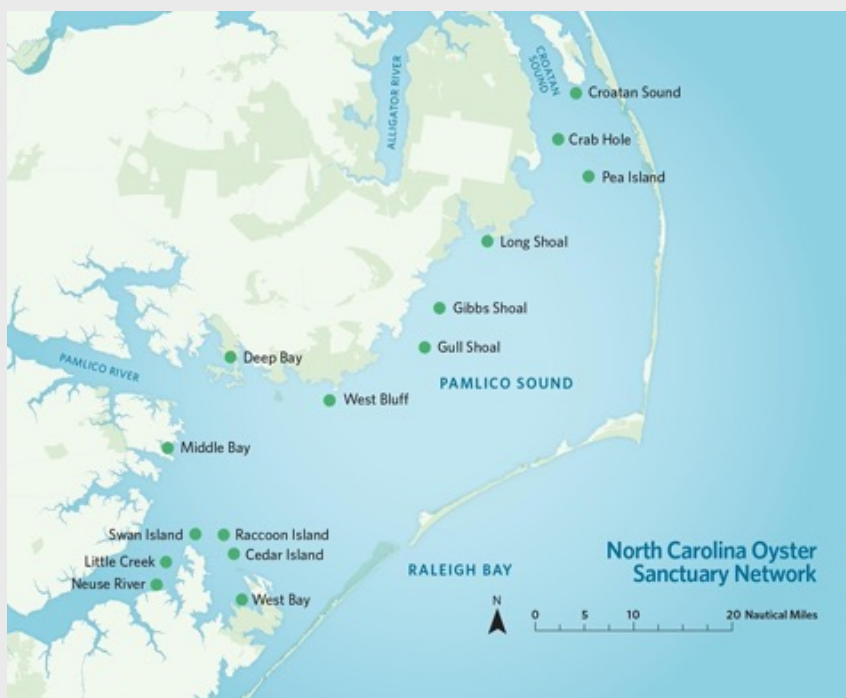 CROATAN
SOUND
ALLIGATOR RIVER
Croatan Sound
Crab Hole
Pea Island
Long Shoal
Gibbs Shoal
Gull Shoal
Deep Bay
PAMLICO RIVER
PAMLICO SOUND
West Bluff
Middle Bay
Swan Island
Raccoon Island
Cedar Island
Little Creek
Neuse River
West Bay
RALEIGH BAY
North Carolina Oyster
Sanctuary Network
N
0 5 10 20 Nautical Miles